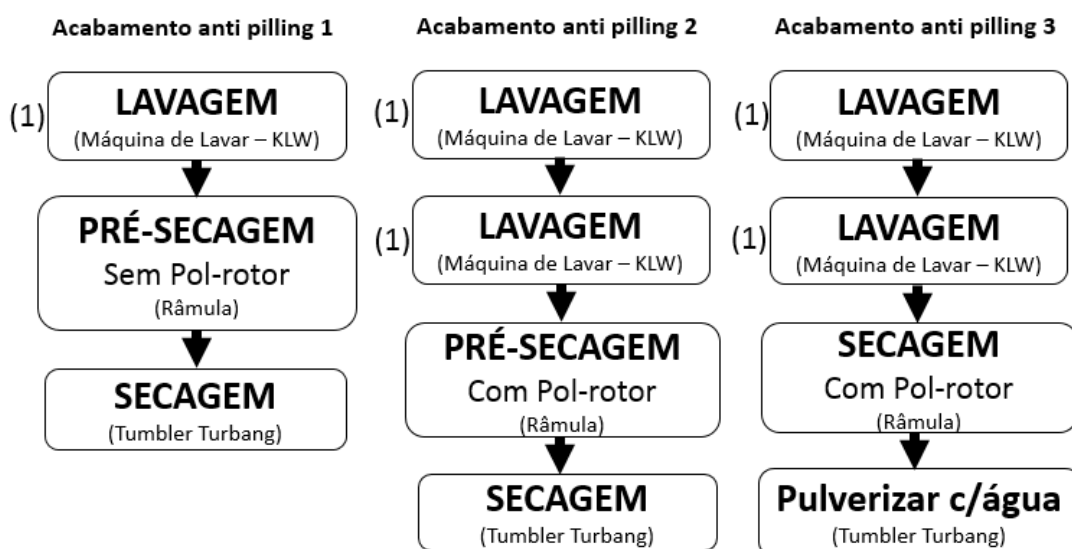 Acabamento anti pilling 1
(1)
LAVAGEM
(Máquina de Lavar – KLW)
PRÉ-SECAGEM
Sem Pol-rotor
(Râmula)
SECAGEM
(Tumbler Turbang)
Acabamento anti pilling 2
(1)
LAVAGEM
(Máquina de Lavar – KLW)
(1)
LAVAGEM
(Máquina de Lavar – KLW)
PRÉ-SECAGEM
Com Pol-rotor
(Râmula)
SECAGEM
(Tumbler Turbang)
Acabamento anti pilling 3
(1)
LAVAGEM
(Máquina de Lavar – KLW)
(1)
LAVAGEM
(Máquina de Lavar – KLW)
SECAGEM
Com Pol-rotor
(Râmula)
Pulverizar c/água
(Tumbler Turbang)